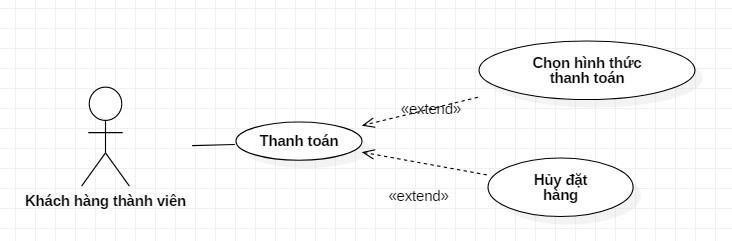 Chọn hình thức
thanh toán
«extend»
Thanh toán
Hủy đặt
hàng
«extend»
Khách hàng thành viên